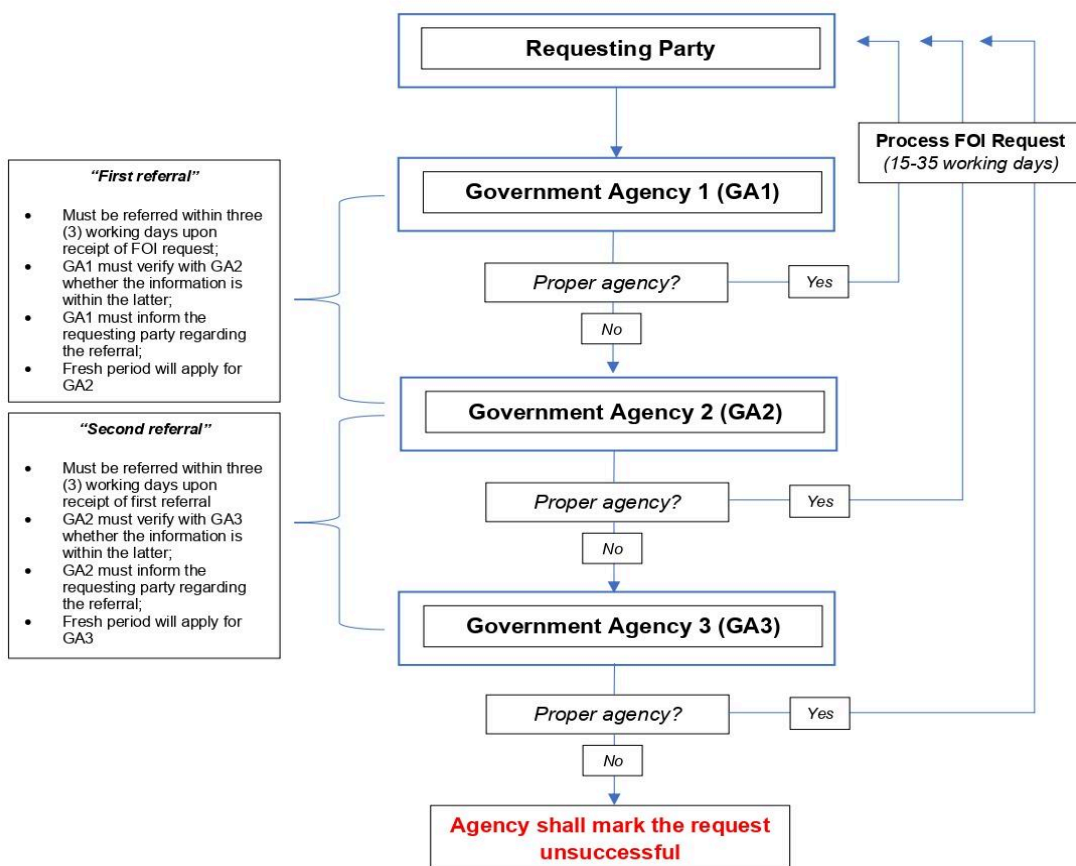 Requesting Party
Process FOI Request
(15-35 working days)
“First referral”
• Must be referred within three
(3) working days upon
receipt of FOI request;
• GA1 must verify with GA2
whether the information is
within the latter;
• GA1 must inform the
requesting party regarding
the referral;
• Fresh period will apply for
GA2
Government Agency 1 (GA1)
Proper agency?
Yes
No
Government Agency 2 (GA2)
“Second referral”
• Must be referred within three
(3) working days upon
receipt of first referral
• GA2 must verify with GA3
whether the information is
within the latter;
• GA2 must inform the
requesting party regarding
the referral;
• Fresh period will apply for
GA3
Proper agency?
Yes
No
Government Agency 3 (GA3)
Proper agency?
Yes
No
Agency shall mark the request
unsuccessful